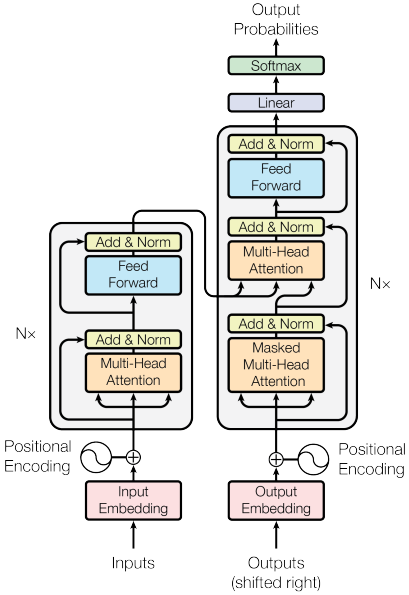 Output
Probabilities
Softmax
Linear
Add & Norm
Feed
Forward
Add & Norm
Multi-Head
Attention
Add & Norm
Masked
Multi-Head
Attention
N×
Add & Norm
Feed
Forward
Add & Norm
Multi-Head
Attention
N×
Positional
Encoding
Input
Embedding
Inputs
Positional
Encoding
Output
Embedding
Outputs
(shifted right)